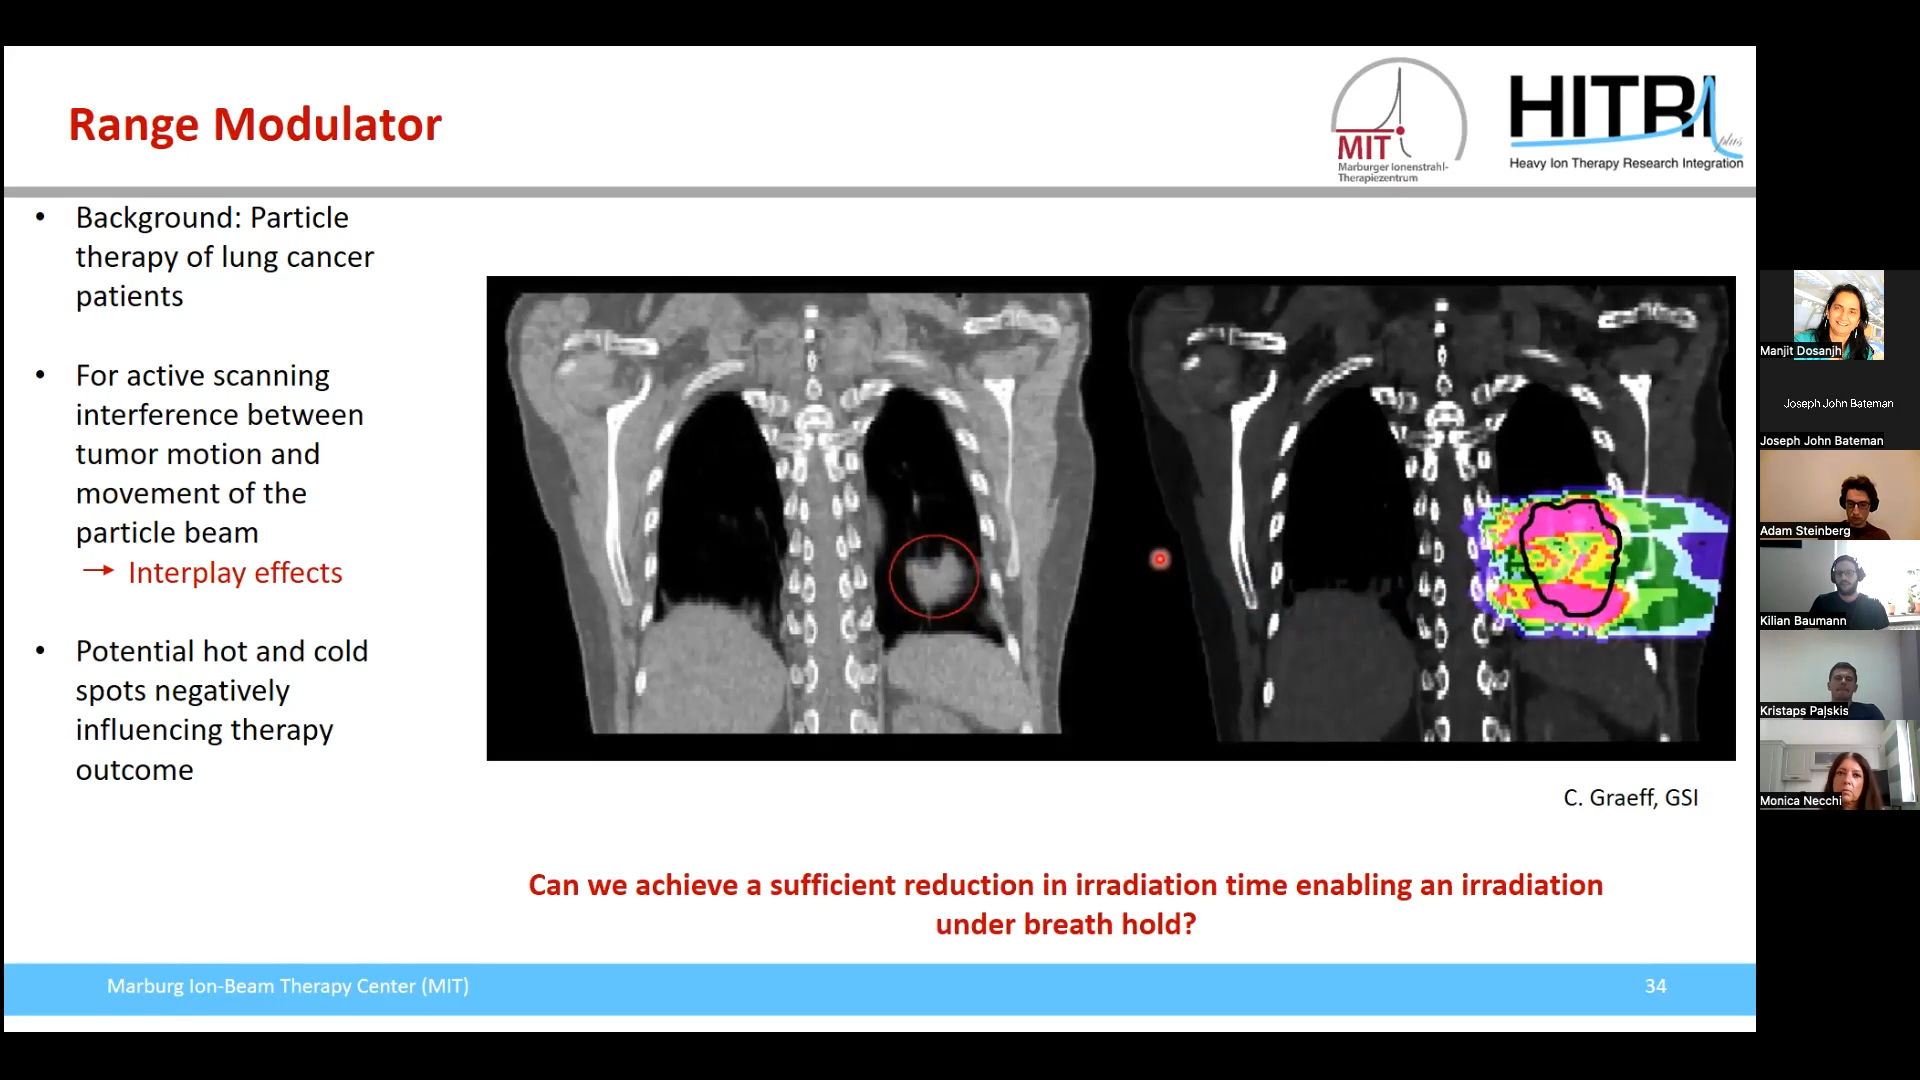 Range Modulator
MIT
Marburger Ionenstrahl-
Therapiezentrum
HITRI
plus
Heavy Ion Therapy Research Integration
• Background: Particle
therapy of lung cancer
patients
• For active scanning
interference between
tumor motion and
movement of the
particle beam
→ Interplay effects
• Potential hot and cold
spots negatively
influencing therapy
outcome
C. Graeff, GSI
Can we achieve a sufficient reduction in irradiation time enabling an irradiation
under breath hold?
Marburg Ion-Beam Therapy Center (MIT)
34
Manjit Dosanjh
Joseph John Bateman
Joseph John Bateman
Adam Steinberg
Kilian Baumann
Kristaps Paļskis
Monica Necchi